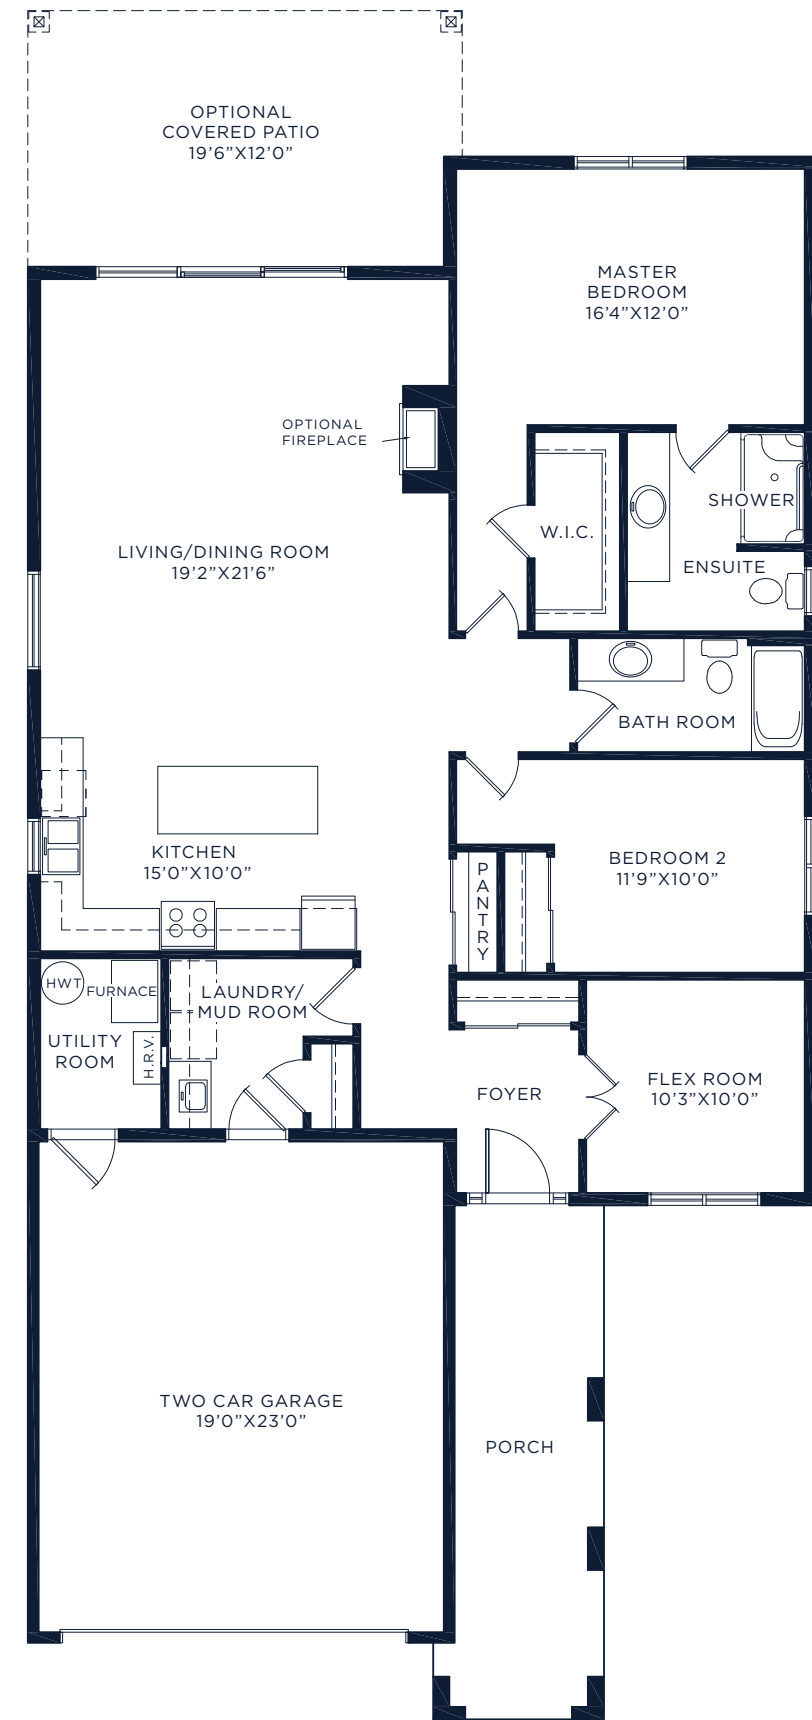 OPTIONAL
COVERED PATIO
19’6”X12’0”
MASTER
BEDROOM
16’4”X12’0”
OPTIONAL
FIREPLACE
SHOWER
W.I.C.
LIVING/DINING ROOM
19’2”X21’6”
ENSUITE
BATH ROOM
KITCHEN
15’0”X10’0”
PANTRY
BEDROOM 2
11’9”X10’0”
HWT
FURNACE
LAUNDRY/
MUD ROOM
UTILITY
ROOM
H.R.V.
FOYER
FLEX ROOM
10’3”X10’0”
TWO CAR GARAGE
19’0”X23’0”
PORCH